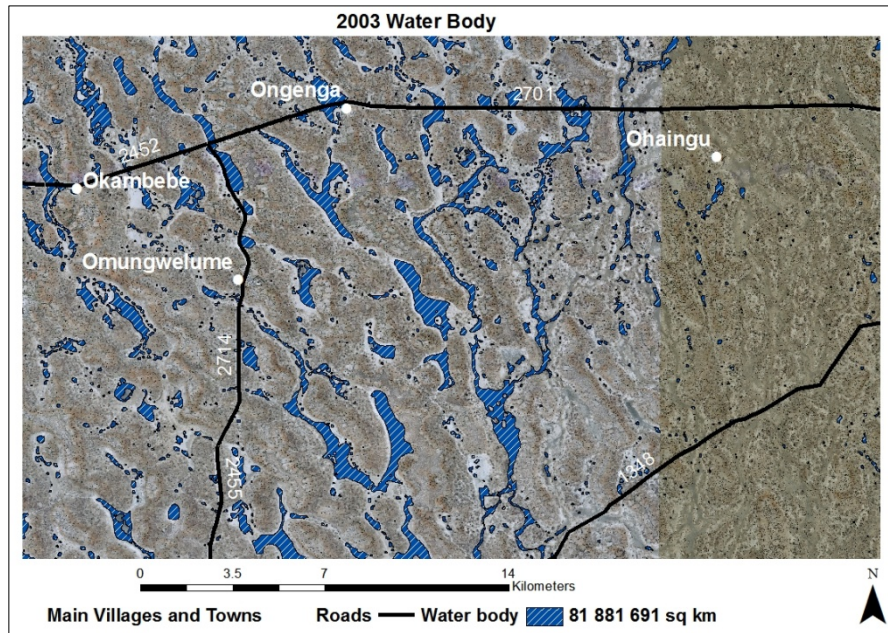 2003 Water Body
Ongenga
2701
Ohaingu
2452
Okambebe
Omungwelume
2714
2455
1348
0 3.5 7 14
Kilometers
N
Main Villages and Towns Roads Water body 81 881 691 sq km